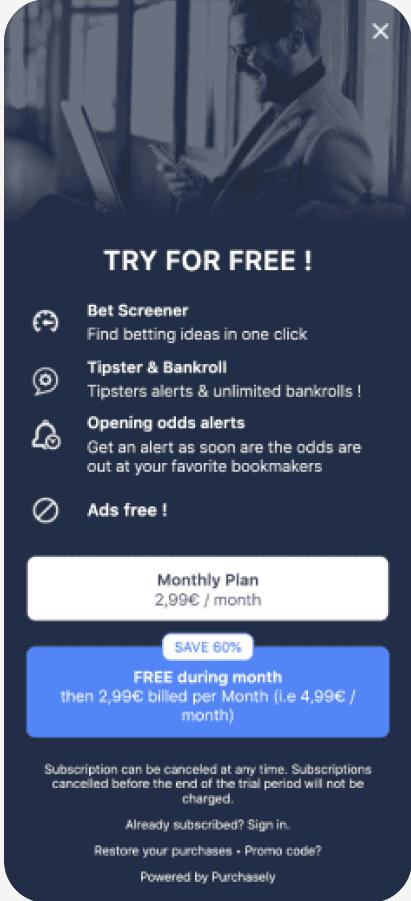 TRY FOR FREE !
Bet Screener
Find betting ideas in one click
Tipster & Bankroll
Tipsters alerts & unlimited bankrolls !
Opening odds alerts
Get an alert as soon are the odds are
out at your favorite bookmakers
Ads free !
Monthly Plan
2,99€ / month
SAVE 60%
FREE during month
then 2,99€ billed per Month (i.e 4,99€ /
month)
Subscription can be canceled at any time. Subscriptions
cancelled before the end of the trial period will not be
charged.
Already subscribed? Sign in.
Restore your purchases • Promo code?
Powered by Purchasely